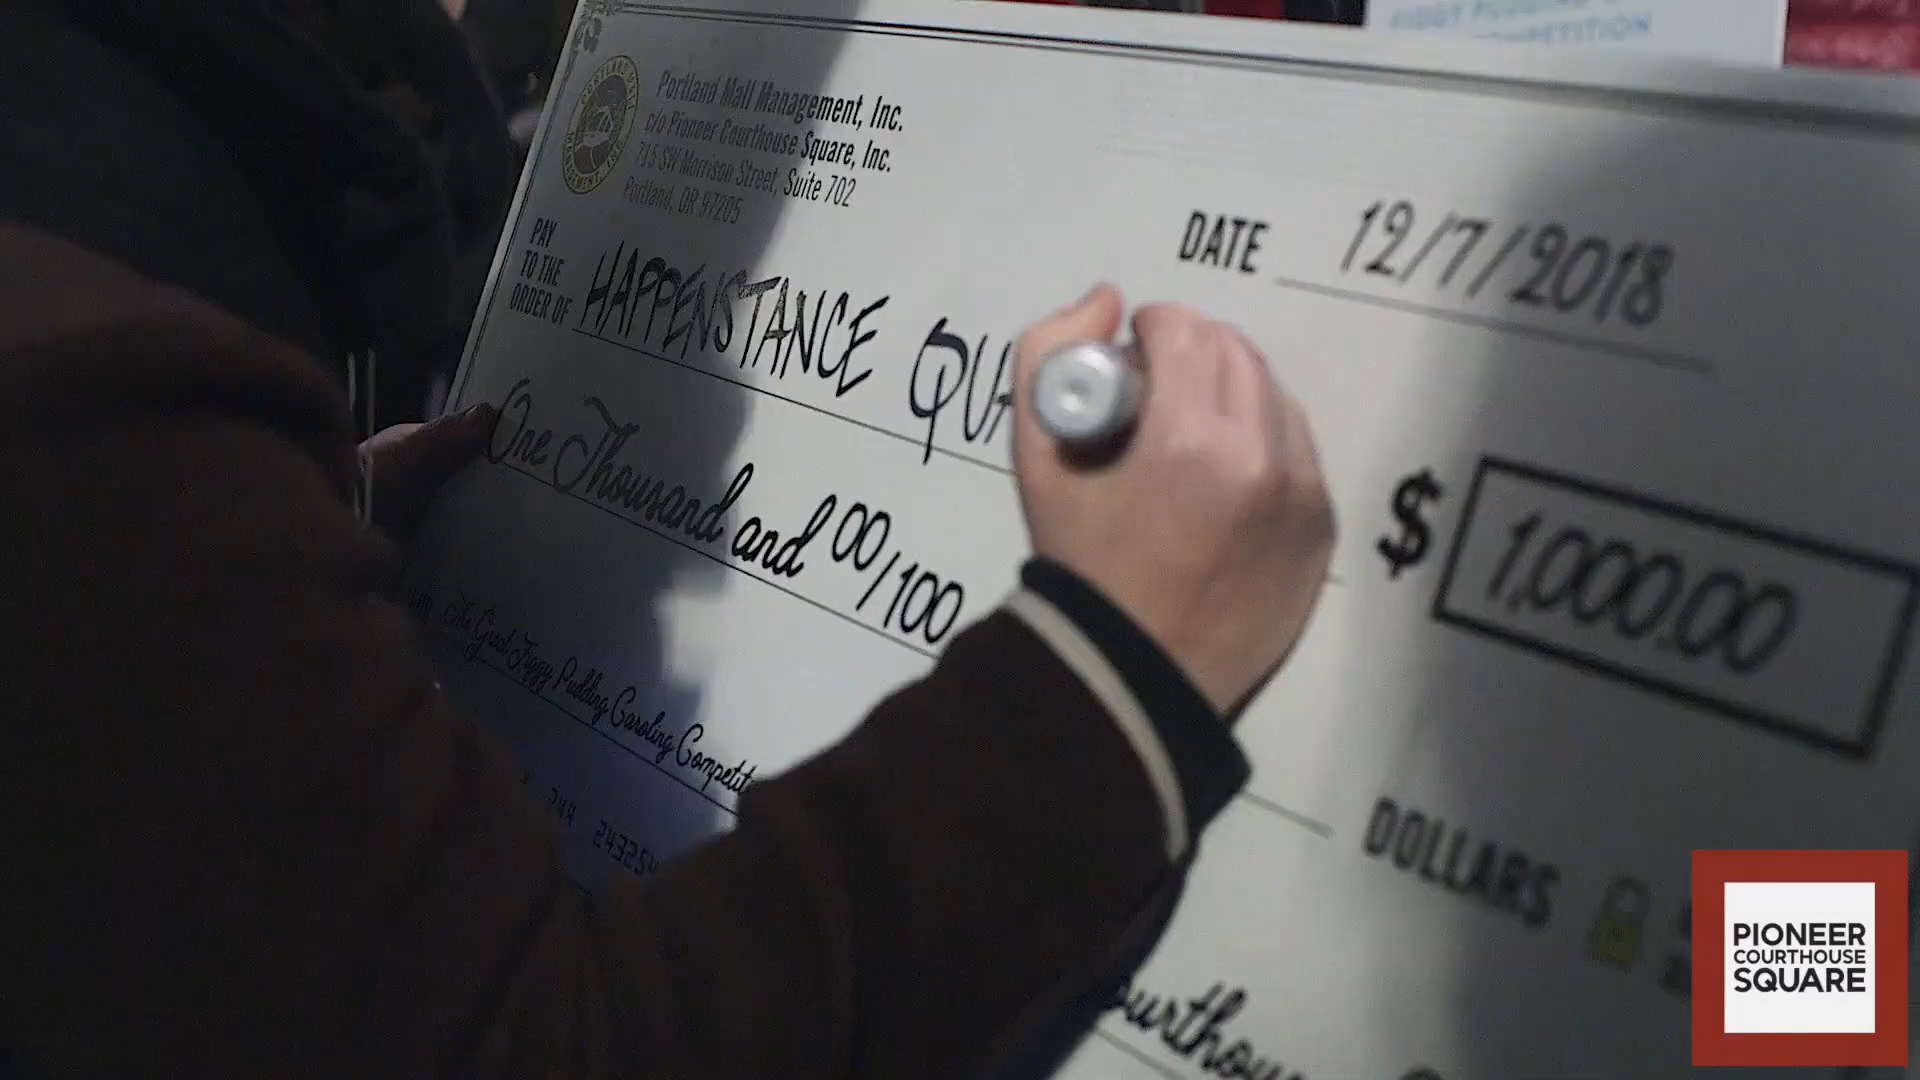 COMPETITION
Portland Mall Management, Inc.
c/o Pioneer Courthouse Square, Inc.
715 SW Morrison Street, Suite 702
Portland, OR 97205
DATE 12/7/2018
PAY
TO THE
ORDER OF
HAPPENSTANCE QUA
$ 1,000.00
One Thousand and 00/100
DOLLARS
The Great Figgy Pudding Caroling Competit
PIONEER
COURTHOUSE
SQUARE